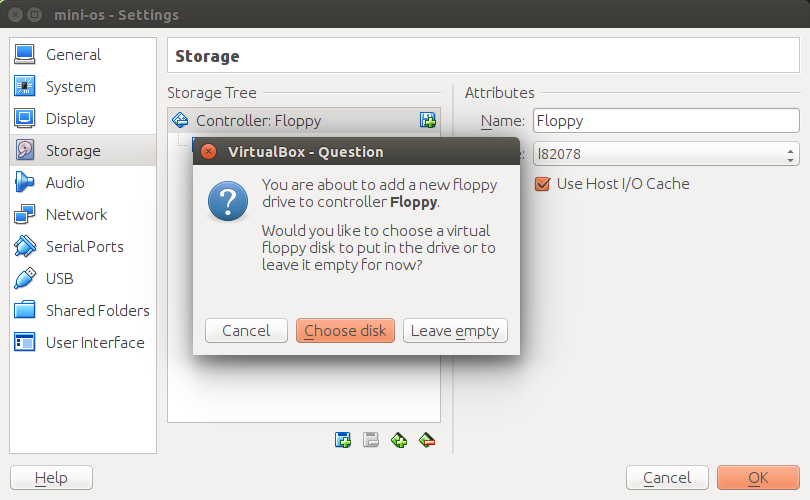 mini-os - Settings
General
System
Display
Storage
Audio
Network
Serial Ports
USB
Shared Folders
User Interface
Storage
Storage Tree
Controller: Floppy
Attributes
Name:
Floppy
I82078
Use Host I/O Cache
VirtualBox - Question
You are about to add a new floppy
drive to controller Floppy.
Would you like to choose a virtual
floppy disk to put in the drive or to
leave it empty for now?
Cancel
Choose disk
Leave empty
Help
Cancel
OK